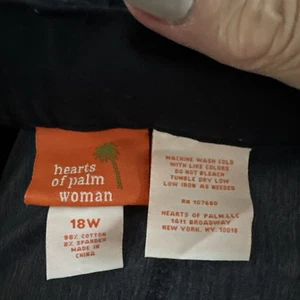 hearts
of palm
woman
18W
98% COTTON
2% SPANDEX
MADE IN
CHINA
MACHINE WASH COLD
WITH LIKE COLORS
DO NOT BLEACH
TUMBLE DRY LOW
LOW IRON AS NEEDED
RN 107690
HEARTS OF PALM,LLC
1411 BROADWAY
NEW YORK, NY. 10018